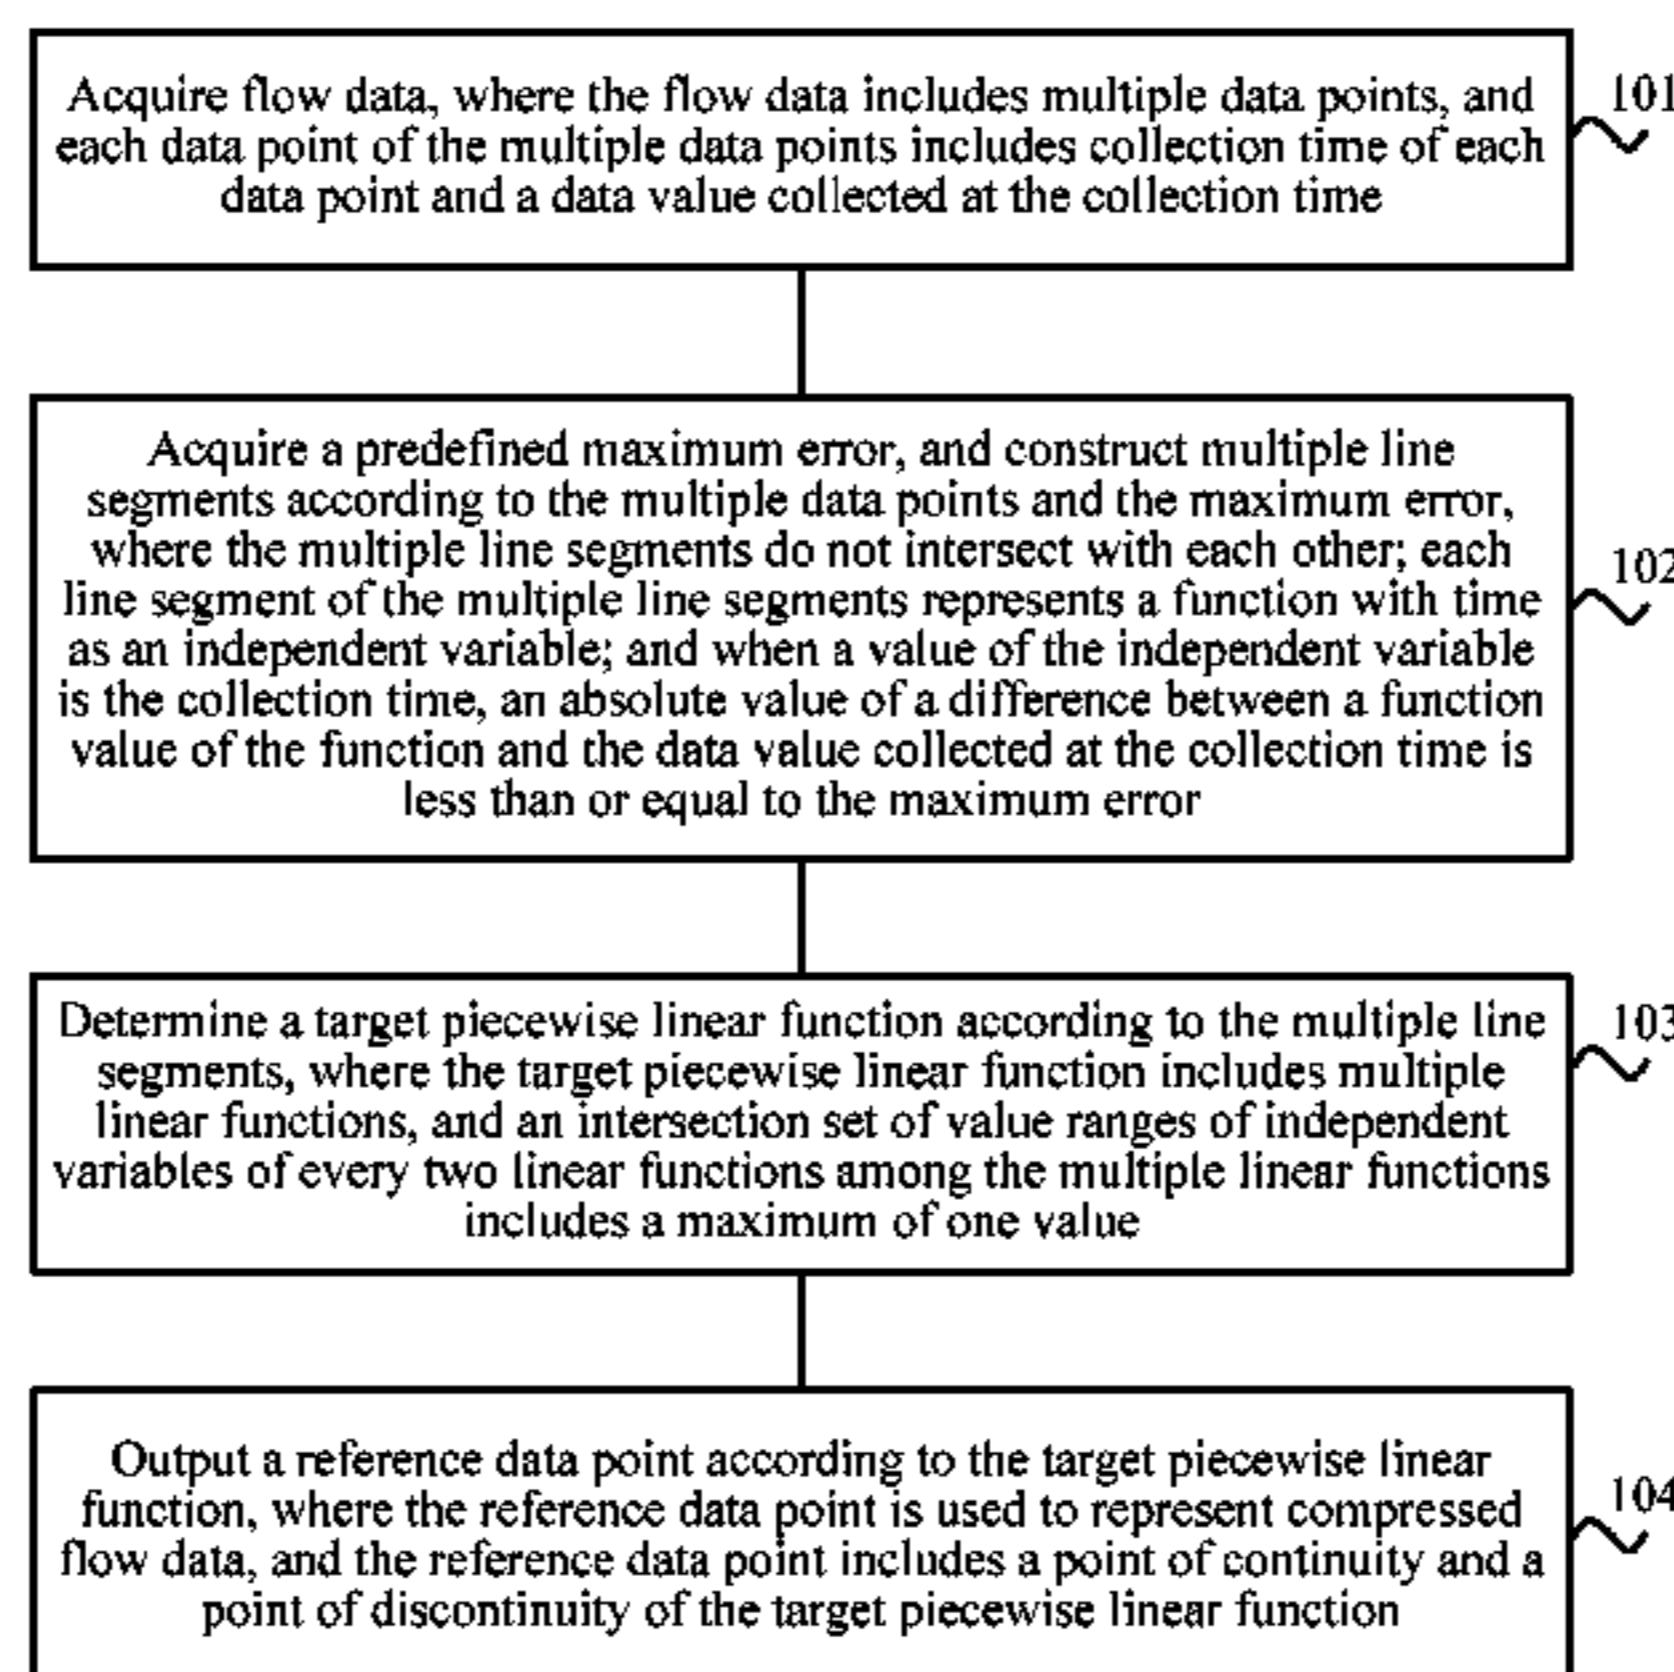 Acquire flow data, where the flow data includes multiple data points, and
each data point of the multiple data points includes collection time of each
data point and a data value collected at the collection time
101
Acquire a predefined maximum error, and construct multiple line
segments according to the multiple data points and the maximum error,
where the multiple line segments do not intersect with each other; each
line segment of the multiple line segments represents a function with time
as an independent variable; and when a value of the independent variable
is the collection time, an absolute value of a difference between a function
value of the function and the data value collected at the collection time is
less than or equal to the maximum error
102
Determine a target piecewise linear function according to the multiple line
segments, where the target piecewise linear function includes multiple
linear functions, and an intersection set of value ranges of independent
variables of every two linear functions among the multiple linear functions
includes a maximum of one value
103
Output a reference data point according to the target piecewise linear
function, where the reference data point is used to represent compressed
flow data, and the reference data point includes a point of continuity and a
point of discontinuity of the target piecewise linear function
104